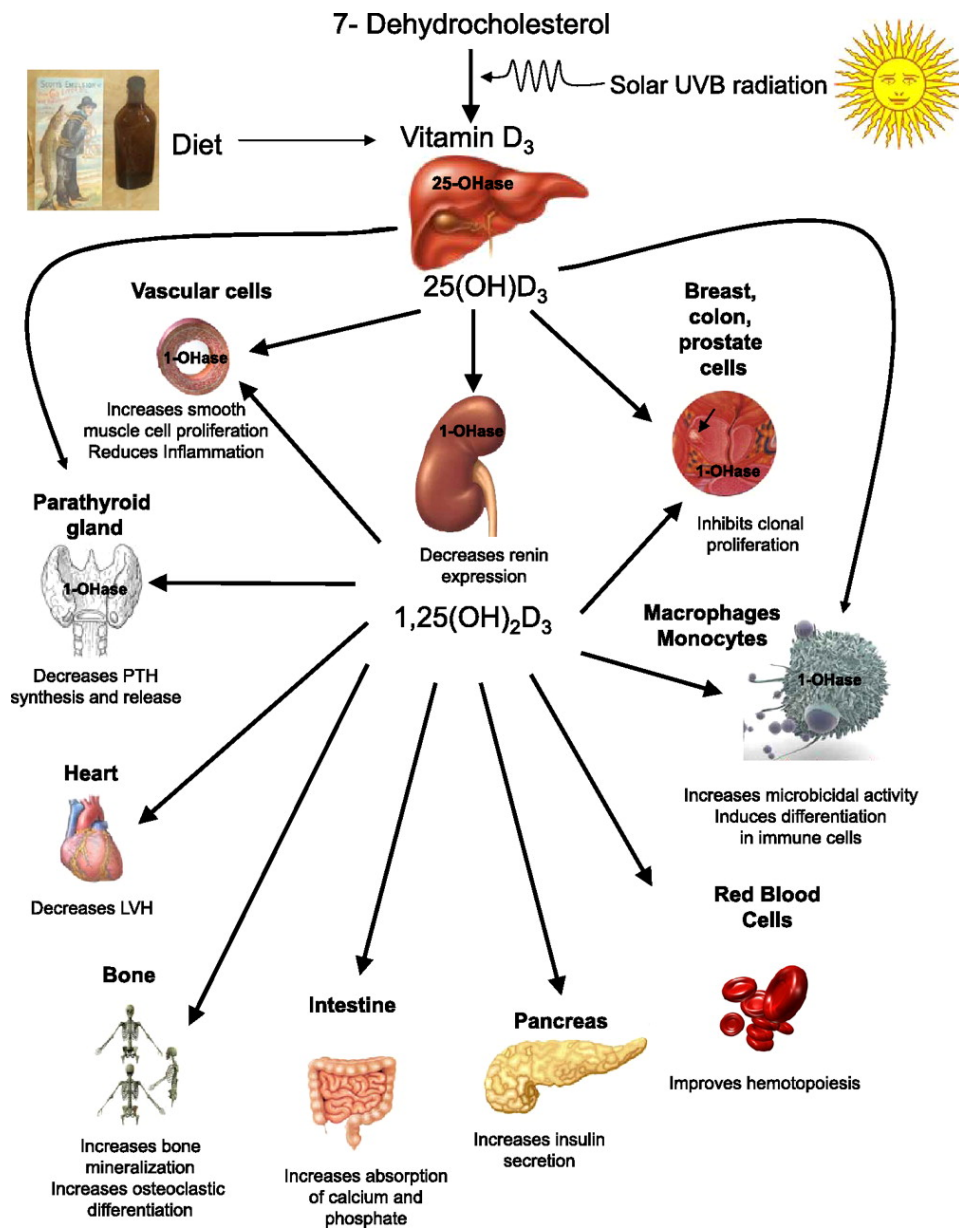 7- Dehydrocholesterol
Solar UVB radiation
SCOTT'S EMULSION
Diet
Vitamin D3
25-OHase
25(OH)D3
Vascular cells
1-OHase
Increases smooth
muscle cell proliferation
Reduces Inflammation
1-OHase
Decreases renin
expression
Breast,
colon,
prostate
cells
1-OHase
Inhibits clonal
proliferation
Parathyroid
gland
1-OHase
Decreases PTH
synthesis and release
1,25(OH)2D3
Macrophages
Monocytes
1-OHase
Increases microbicidal activity
Induces differentiation
in immune cells
Heart
Decreases LVH
Red Blood
Cells
Improves hemotopoiesis
Bone
Increases bone
mineralization
Increases osteoclastic
differentiation
Intestine
Increases absorption
of calcium and
phosphate
Pancreas
Increases insulin
secretion